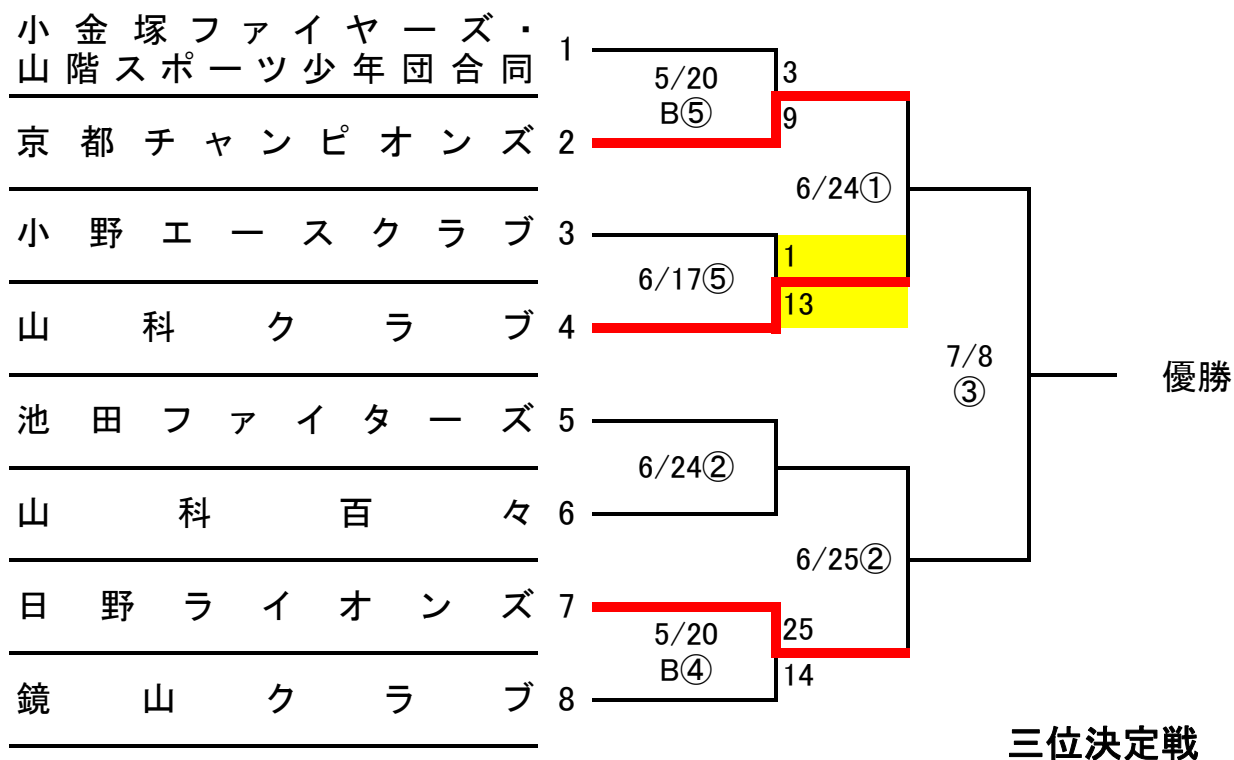 小金塚ファイヤーズ・
山階スポーツ少年団合同
1
5/20
B⑤
3
9
京都チャンピオンズ
2
6/24①
小野エースクラブ
3
6/17⑤
1
13
山科クラブ
4
7/8
③
優勝
池田ファイターズ
5
6/24②
山科百々
6
6/25②
日野ライオンズ
7
5/20
B④
25
14
鏡山クラブ
8
三位決定戦